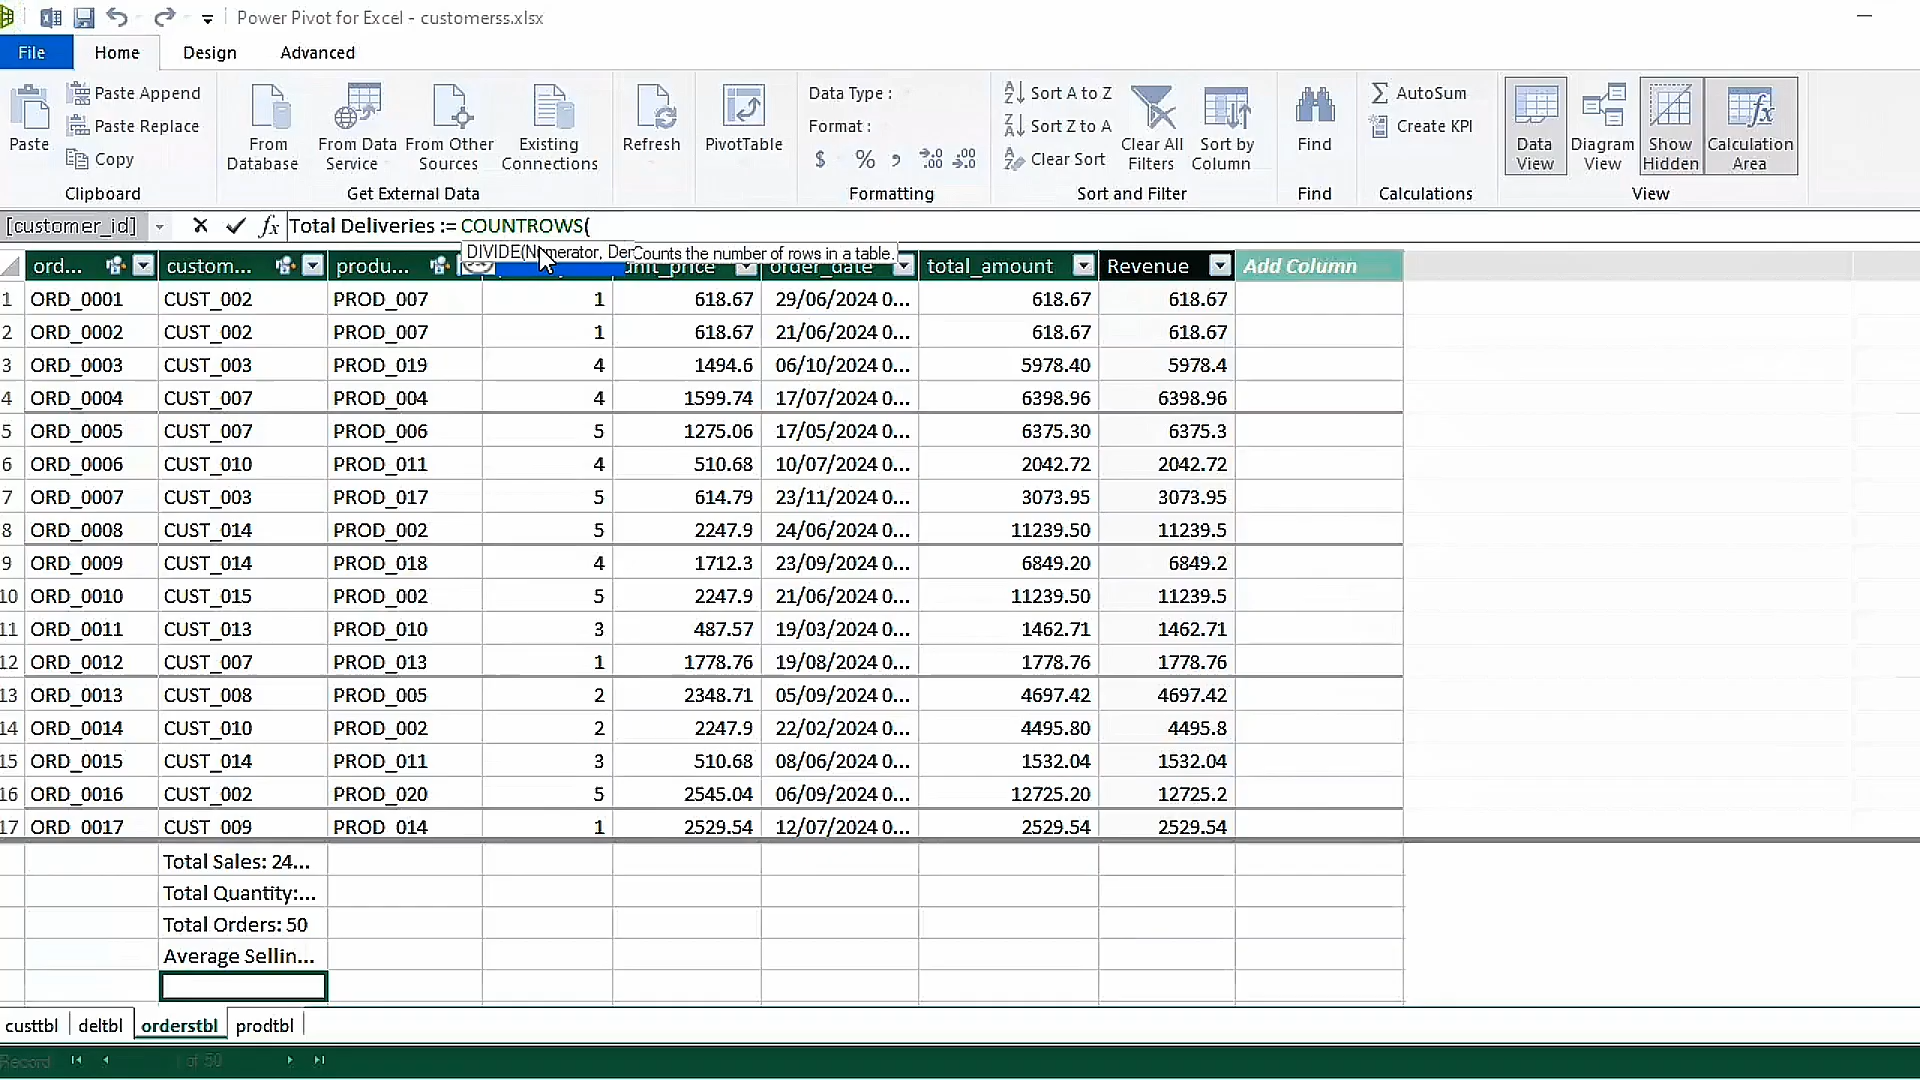 Power Pivot for Excel - customerss.xlsx
File Home Design Advanced
Paste
Paste Append
Paste Replace
Copy
Clipboard
From Database
From Data Service
From Other Sources
Existing Connections
Get External Data
Refresh
PivotTable
Data Type :
Format :
$ % , .00 .00
Formatting
Sort A to Z
Sort Z to A
Clear Sort
Clear All Filters
Sort by Column
Sort and Filter
Find
Find
AutoSum
Create KPI
Calculations
Data View
Diagram View
Show Hidden
Calculation Area
View
[customer_id] fx Total Deliveries := COUNTROWS(
DIVIDE(Numerator, Der Counts the number of rows in a table.
ord... custom... produ... unit_price order_date total_amount Revenue Add Column
1 ORD_0001 CUST_002 PROD_007 1 618.67 29/06/2024 0... 618.67 618.67
2 ORD_0002 CUST_002 PROD_007 1 618.67 21/06/2024 0... 618.67 618.67
3 ORD_0003 CUST_003 PROD_019 4 1494.6 06/10/2024 0... 5978.40 5978.4
4 ORD_0004 CUST_007 PROD_004 4 1599.74 17/07/2024 0... 6398.96 6398.96
5 ORD_0005 CUST_007 PROD_006 5 1275.06 17/05/2024 0... 6375.30 6375.3
6 ORD_0006 CUST_010 PROD_011 4 510.68 10/07/2024 0... 2042.72 2042.72
7 ORD_0007 CUST_003 PROD_017 5 614.79 23/11/2024 0... 3073.95 3073.95
8 ORD_0008 CUST_014 PROD_002 5 2247.9 24/06/2024 0... 11239.50 11239.5
9 ORD_0009 CUST_014 PROD_018 4 1712.3 23/09/2024 0... 6849.20 6849.2
10 ORD_0010 CUST_015 PROD_002 5 2247.9 21/06/2024 0... 11239.50 11239.5
11 ORD_0011 CUST_013 PROD_010 3 487.57 19/03/2024 0... 1462.71 1462.71
12 ORD_0012 CUST_007 PROD_013 1 1778.76 19/08/2024 0... 1778.76 1778.76
13 ORD_0013 CUST_008 PROD_005 2 2348.71 05/09/2024 0... 4697.42 4697.42
14 ORD_0014 CUST_010 PROD_002 2 2247.9 22/02/2024 0... 4495.80 4495.8
15 ORD_0015 CUST_014 PROD_011 3 510.68 08/06/2024 0... 1532.04 1532.04
16 ORD_0016 CUST_002 PROD_020 5 2545.04 06/09/2024 0... 12725.20 12725.2
17 ORD_0017 CUST_009 PROD_014 1 2529.54 12/07/2024 0... 2529.54 2529.54
Total Sales: 24...
Total Quantity:...
Total Orders: 50
Average Sellin...
custtbl deltbl orderstbl prodtbl
Record 1 of 50